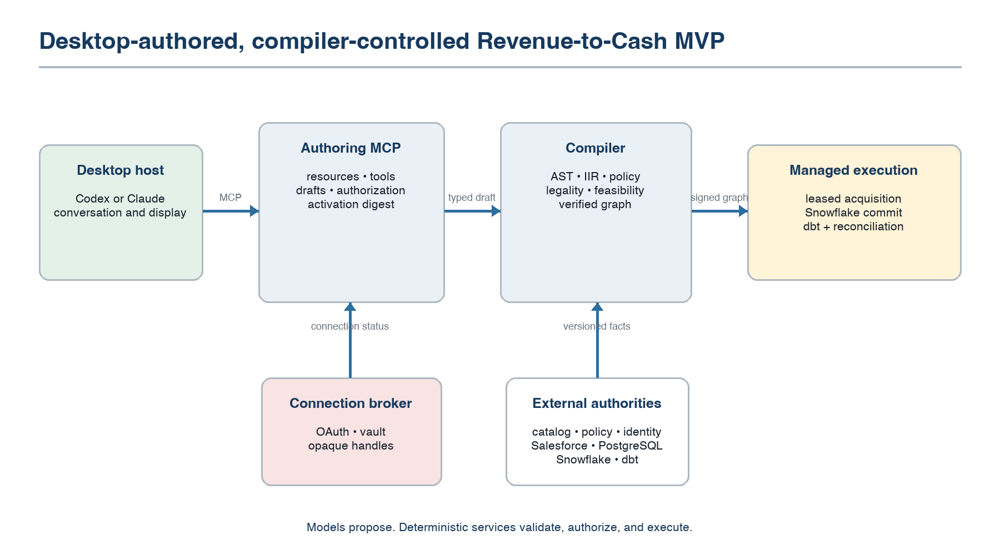 Desktop-authored, compiler-controlled Revenue-to-Cash MVP
Desktop host
Codex or Claude
conversation and display
MCP
Authoring MCP
resources • tools
drafts • authorization
activation digest
typed draft
Compiler
AST • IIR • policy
legality • feasibility
verified graph
signed graph
Managed execution
leased acquisition
Snowflake commit
dbt + reconciliation
connection status
versioned facts
Connection broker
OAuth • vault
opaque handles
External authorities
catalog • policy • identity
Salesforce • PostgreSQL
Snowflake • dbt
Models propose. Deterministic services validate, authorize, and execute.